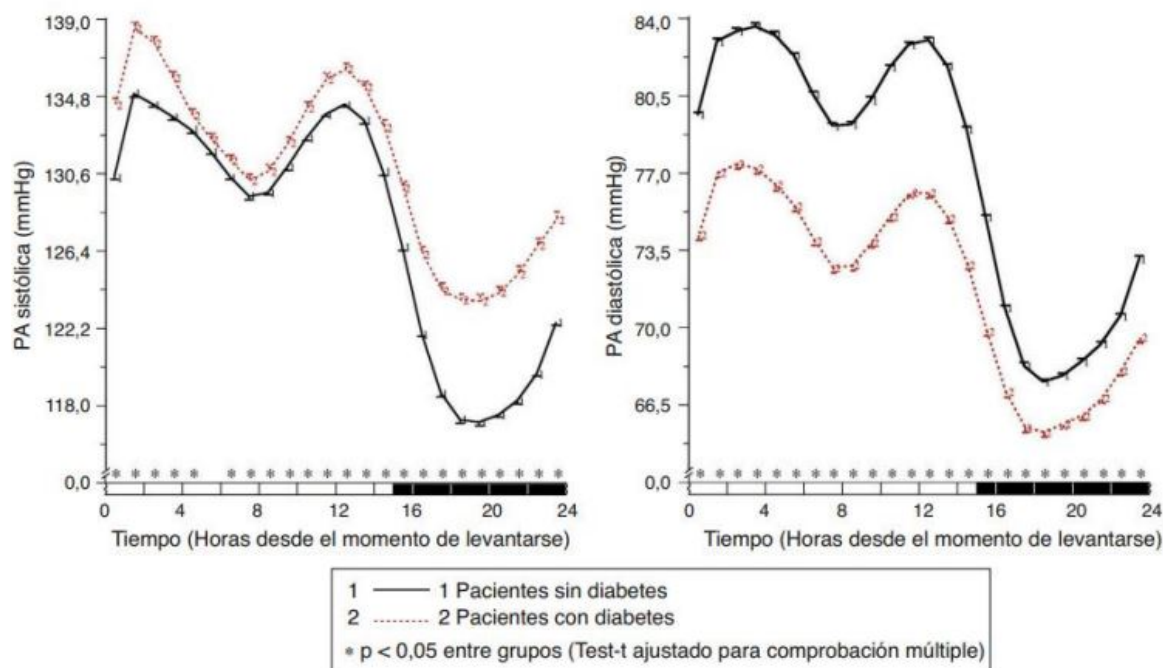 139,0
134,8
130,6
126,4
122,2
118,0
0,0
PA sistólica (mmHg)
* * * * * * * * * * * * * * * * * * * * * * *
0 4 8 12 16 20 24
Tiempo (Horas desde el momento de levantarse)
84,0
80,5
77,0
73,5
70,0
66,5
0,0
PA diastólica (mmHg)
* * * * * * * * * * * * * * * * * * * * * * * *
0 4 8 12 16 20 24
Tiempo (Horas desde el momento de levantarse)
1 1 Pacientes sin diabetes
2 2 Pacientes con diabetes
* p < 0,05 entre grupos (Test-t ajustado para comprobación múltiple)